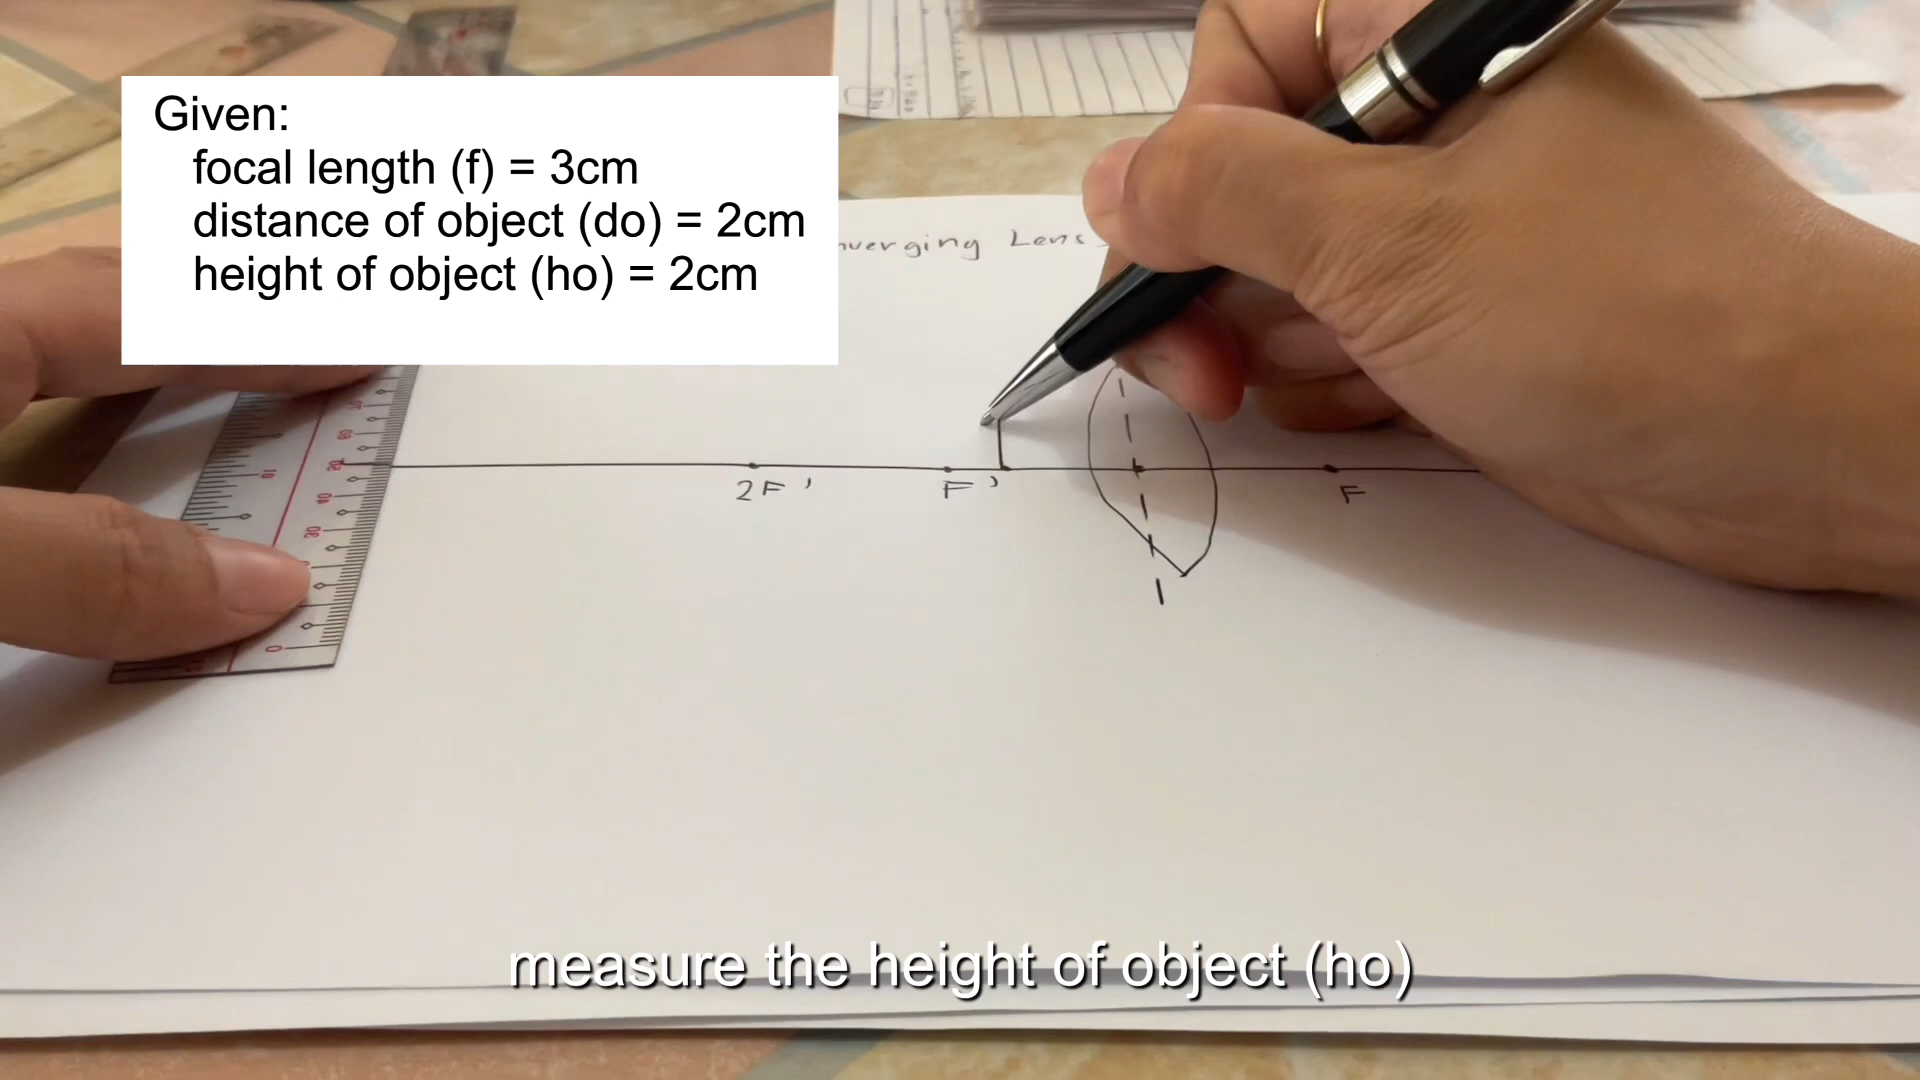 Given:
focal length (f) = 3cm
distance of object (do) = 2cm
height of object (ho) = 2cm
Lens
2F'
F'
F
measure the height of object (ho)